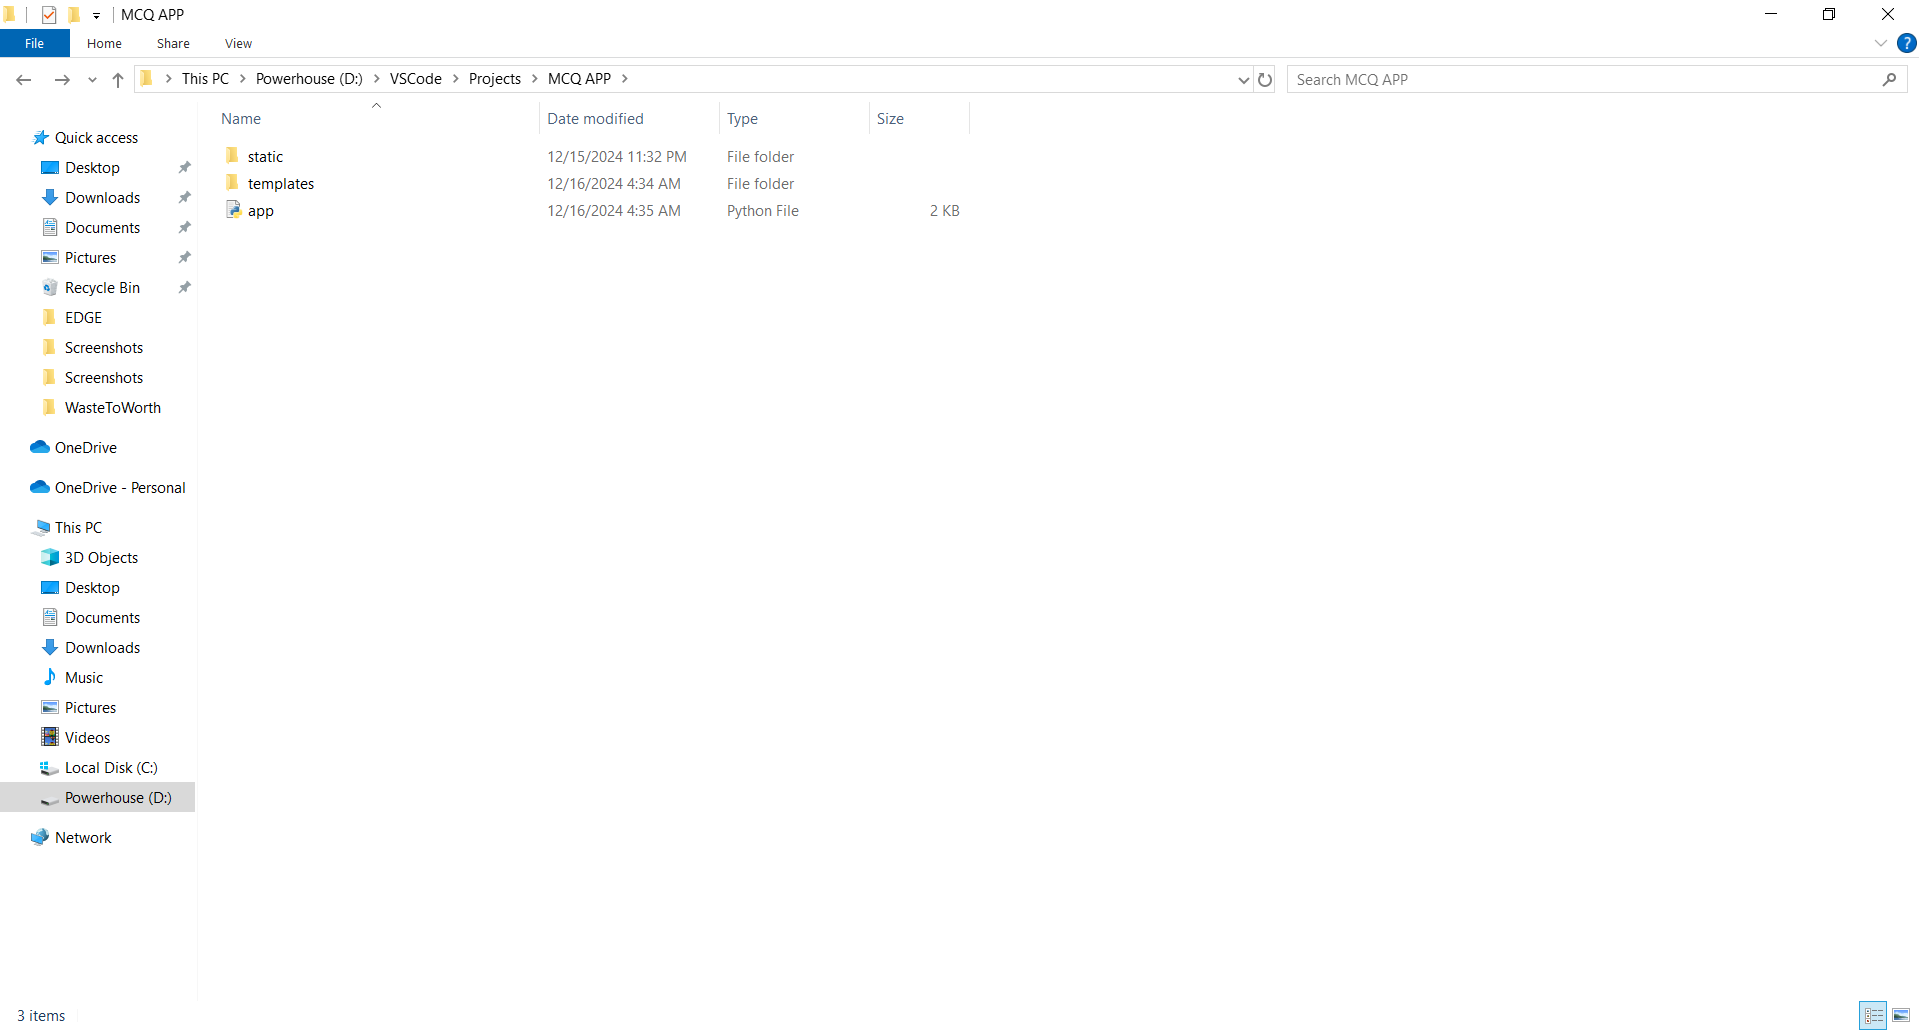 MCQ APP
File Home Share View ?
This PC Powerhouse (D:) VSCode Projects MCQ APP
Search MCQ APP
Name Date modified Type Size
static 12/15/2024 11:32 PM File folder
templates 12/16/2024 4:34 AM File folder
app 12/16/2024 4:35 AM Python File 2 KB
Quick access
Desktop
Downloads
Documents
Pictures
Recycle Bin
EDGE
Screenshots
Screenshots
WasteToWorth
OneDrive
OneDrive - Personal
This PC
3D Objects
Desktop
Documents
Downloads
Music
Pictures
Videos
Local Disk (C:)
Powerhouse (D:)
Network
3 items